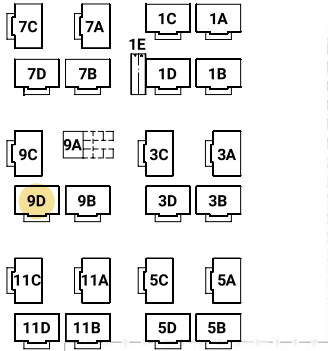 7C 7A 1C 1A
1E
7D 7B 1D 1B
9A
9C 3C 3A
9D 9B 3D 3B
11C 11A 5C 5A
11D 11B 5D 5B